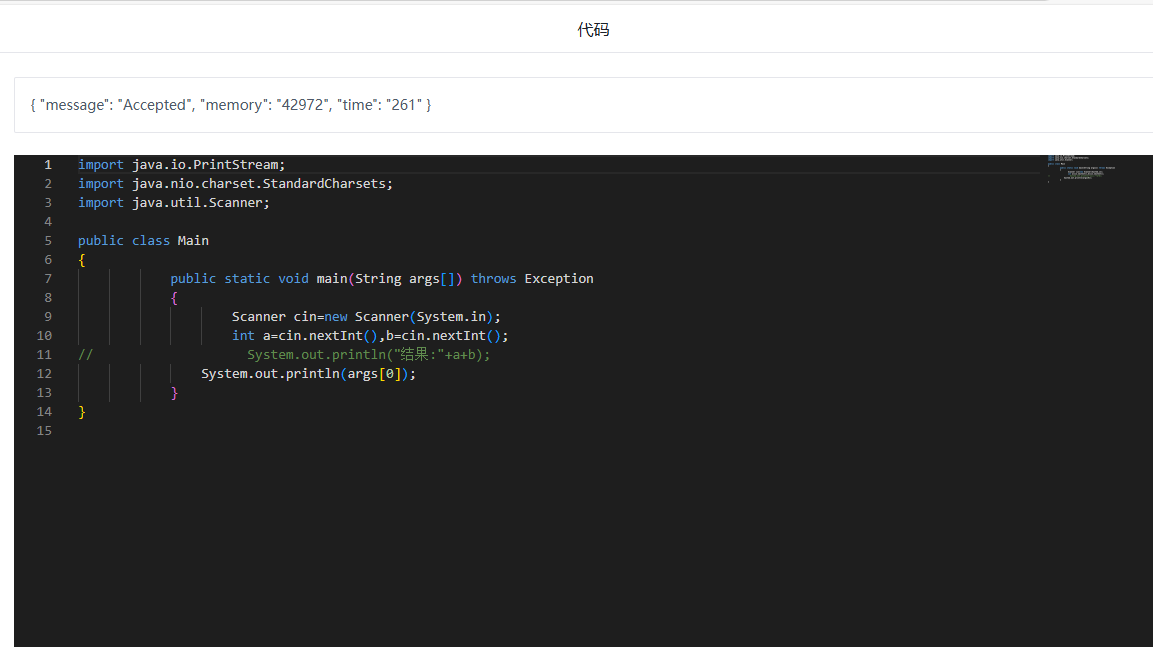 代码
{ "message": "Accepted", "memory": "42972", "time": "261" }
1 import java.io.PrintStream;
2 import java.nio.charset.StandardCharsets;
3 import java.util.Scanner;
4
5 public class Main
6 {
7 public static void main(String args[]) throws Exception
8 {
9 Scanner cin=new Scanner(System.in);
10 int a=cin.nextInt(),b=cin.nextInt();
11 // System.out.println("结果:"+a+b);
12 System.out.println(args[0]);
13 }
14 }
15